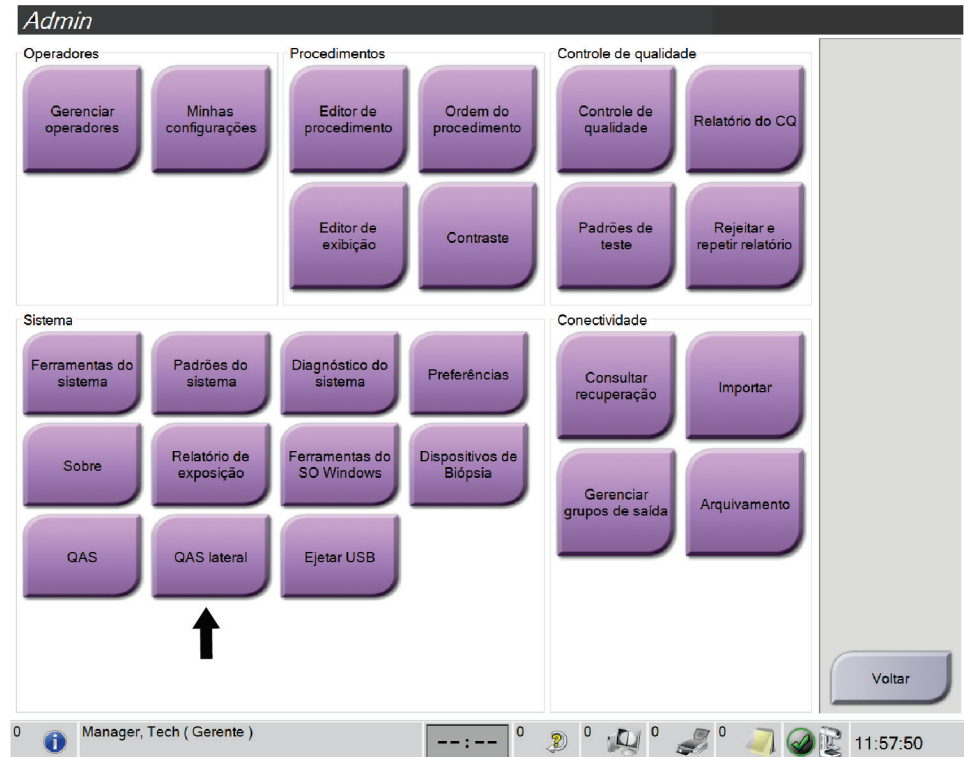 Admin
Operadores
Gerenciar
operadores
Minhas
configurações
Procedimentos
Editor de
procedimento
Ordem do
procedimento
Editor de
exibição
Contraste
Controle de qualidade
Controle de
qualidade
Relatório do CQ
Padrões de
teste
Rejeitar e
repetir relatório
Sistema
Ferramentas do
sistema
Padrões do
sistema
Diagnóstico do
sistema
Preferências
Sobre
Relatório de
exposição
Ferramentas do
SO Windows
Dispositivos de
Biópsia
QAS
QAS lateral
Ejetar USB
Conectividade
Consultar
recuperação
Importar
Gerenciar
grupos de saída
Arquivamento
Voltar
0
Manager, Tech ( Gerente )
--:--
0
0
0
0
11:57:50